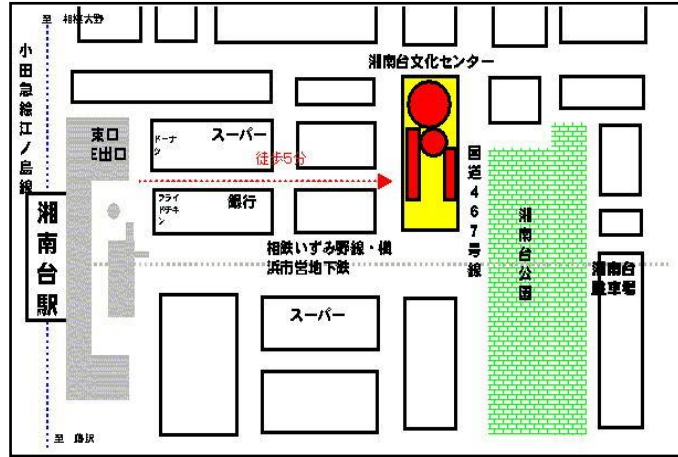 至 相模大野
小田急線江ノ島線
湘南台文化センター
東口
E出口
ドーナ
ツ
スーパー
徒歩5分
フライ
ドチキ
ン
銀行
国道467号線
湘南台公園
湘南台駅
相鉄いずみ野線・横
浜市営地下鉄
湘南台
駐車場
スーパー
至 藤沢